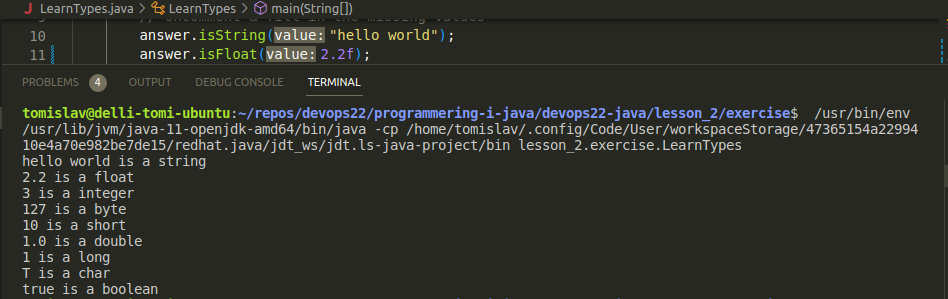 LearnTypes.java > LearnTypes > main(String[])
10 answer.isString(value: "hello world");
11 answer.isFloat(value: 2.2f);
PROBLEMS 4 OUTPUT DEBUG CONSOLE TERMINAL
tomislav@delli-tomi-ubuntu:~/repos/devops22/programering-i-java/devops22-java/lesson_2/exercise$ /usr/bin/env
/usr/lib/jvm/java-11-openjdk-amd64/bin/java -cp /home/tomislav/.config/Code/User/workspaceStorage/47365154a22994
10e4a70e982be7de15/redhat.java/jdt_ws/jdt.ls-java-project/bin lesson_2.exercise.LearnTypes
hello world is a string
2.2 is a float
3 is a integer
127 is a byte
10 is a short
1.0 is a double
1 is a long
T is a char
true is a boolean